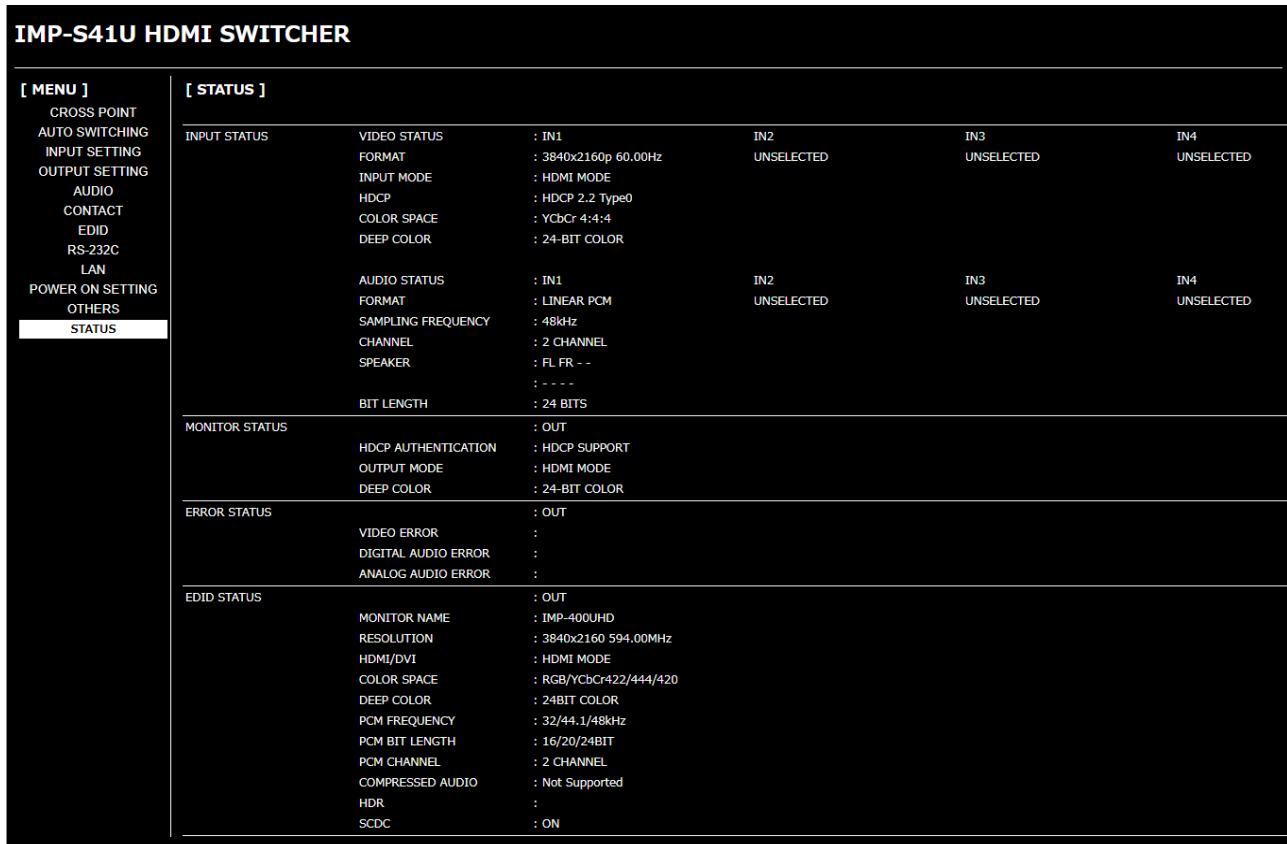 IMP-S41U HDMI SWITCHER
[ MENU ]
CROSS POINT
AUTO SWITCHING
INPUT SETTING
OUTPUT SETTING
AUDIO
CONTACT
EDID
RS-232C
LAN
POWER ON SETTING
OTHERS
STATUS
[ STATUS ]
INPUT STATUS VIDEO STATUS : IN1 IN2 IN3 IN4
FORMAT : 3840x2160p 60.00Hz UNSELECTED UNSELECTED UNSELECTED
INPUT MODE : HDMI MODE
HDCP : HDCP 2.2 Type0
COLOR SPACE : YCbCr 4:4:4
DEEP COLOR : 24-BIT COLOR
AUDIO STATUS : IN1 IN2 IN3 IN4
FORMAT : LINEAR PCM UNSELECTED UNSELECTED UNSELECTED
SAMPLING FREQUENCY : 48kHz
CHANNEL : 2 CHANNEL
SPEAKER : FL FR - -
: - - - -
BIT LENGTH : 24 BITS
MONITOR STATUS : OUT
HDCP AUTHENTICATION : HDCP SUPPORT
OUTPUT MODE : HDMI MODE
DEEP COLOR : 24-BIT COLOR
ERROR STATUS : OUT
VIDEO ERROR :
DIGITAL AUDIO ERROR :
ANALOG AUDIO ERROR :
EDID STATUS : OUT
MONITOR NAME : IMP-400UHD
RESOLUTION : 3840x2160 594.00MHz
HDMI/DVI : HDMI MODE
COLOR SPACE : RGB/YCbCr422/444/420
DEEP COLOR : 24BIT COLOR
PCM FREQUENCY : 32/44.1/48kHz
PCM BIT LENGTH : 16/20/24BIT
PCM CHANNEL : 2 CHANNEL
COMPRESSED AUDIO : Not Supported
HDR :
SCDC : ON